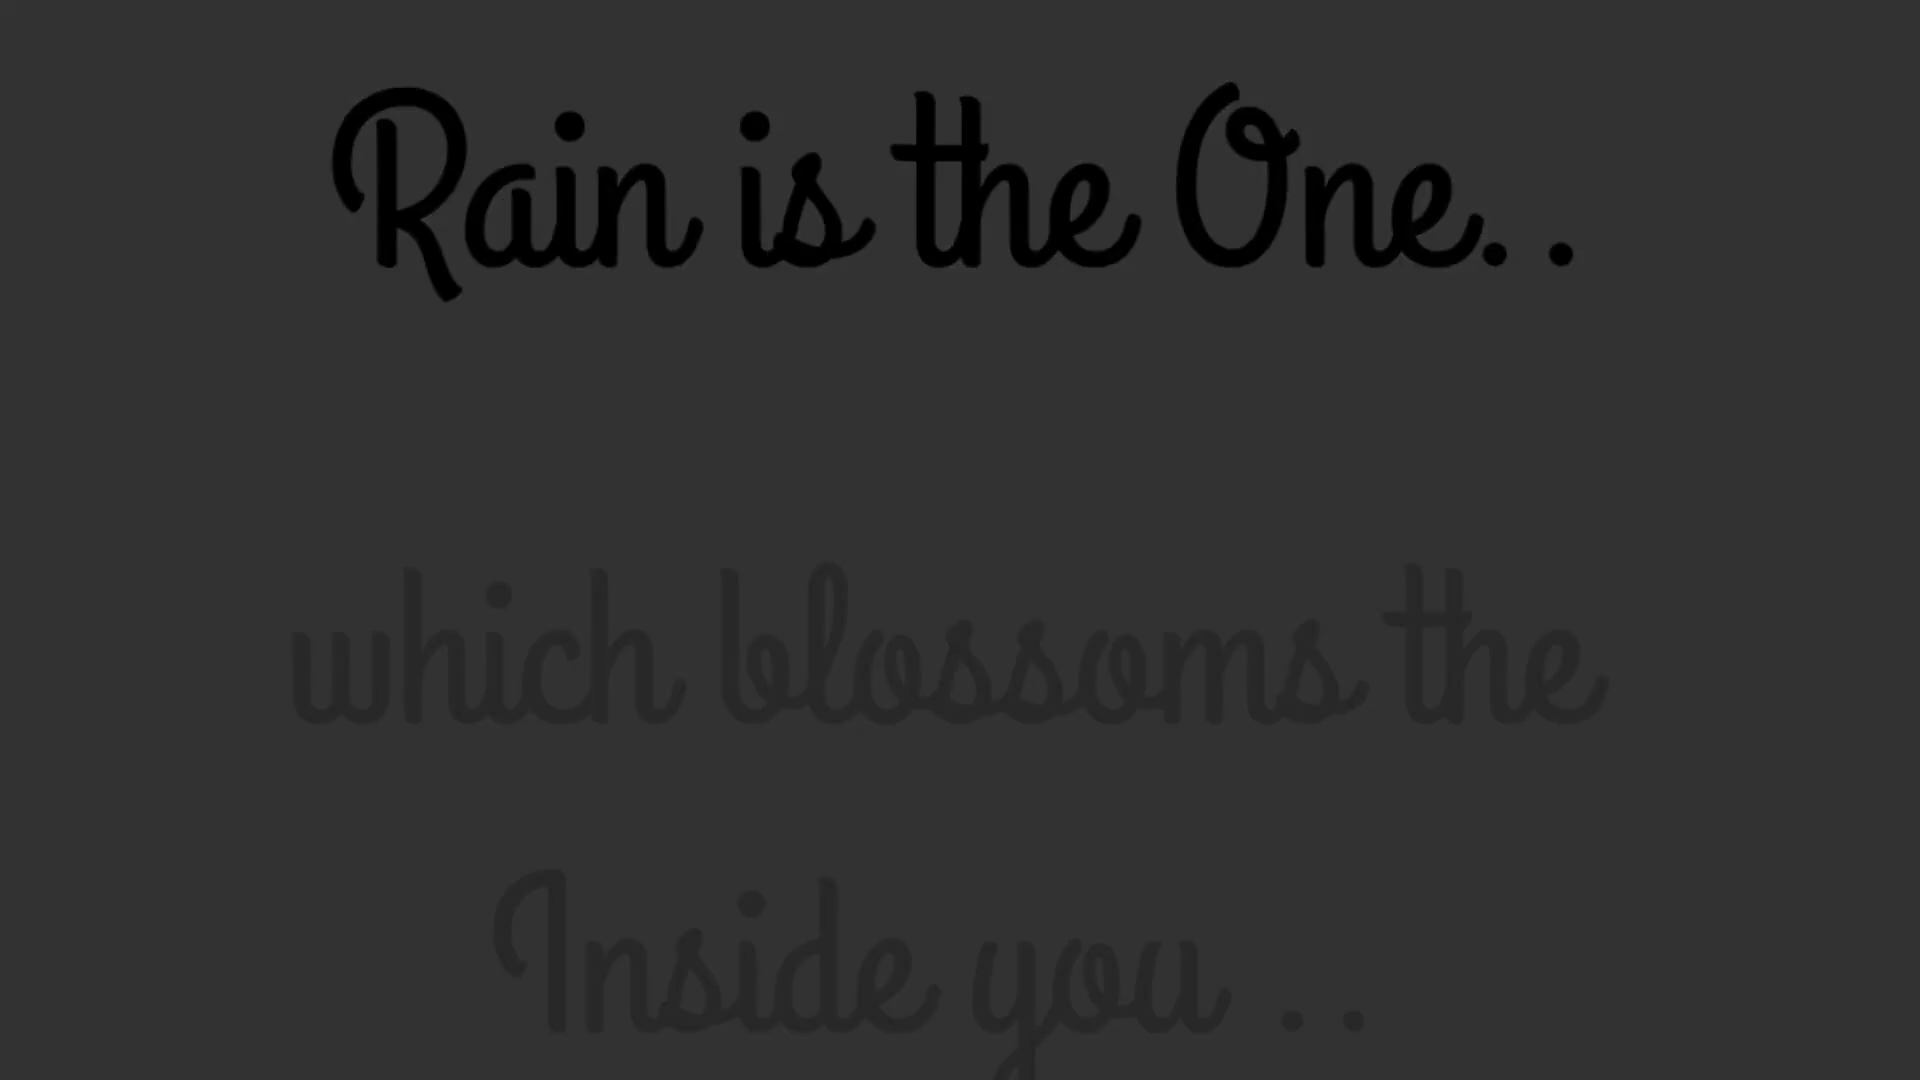 Rain is the One. .
which blossoms the
Inside you . .